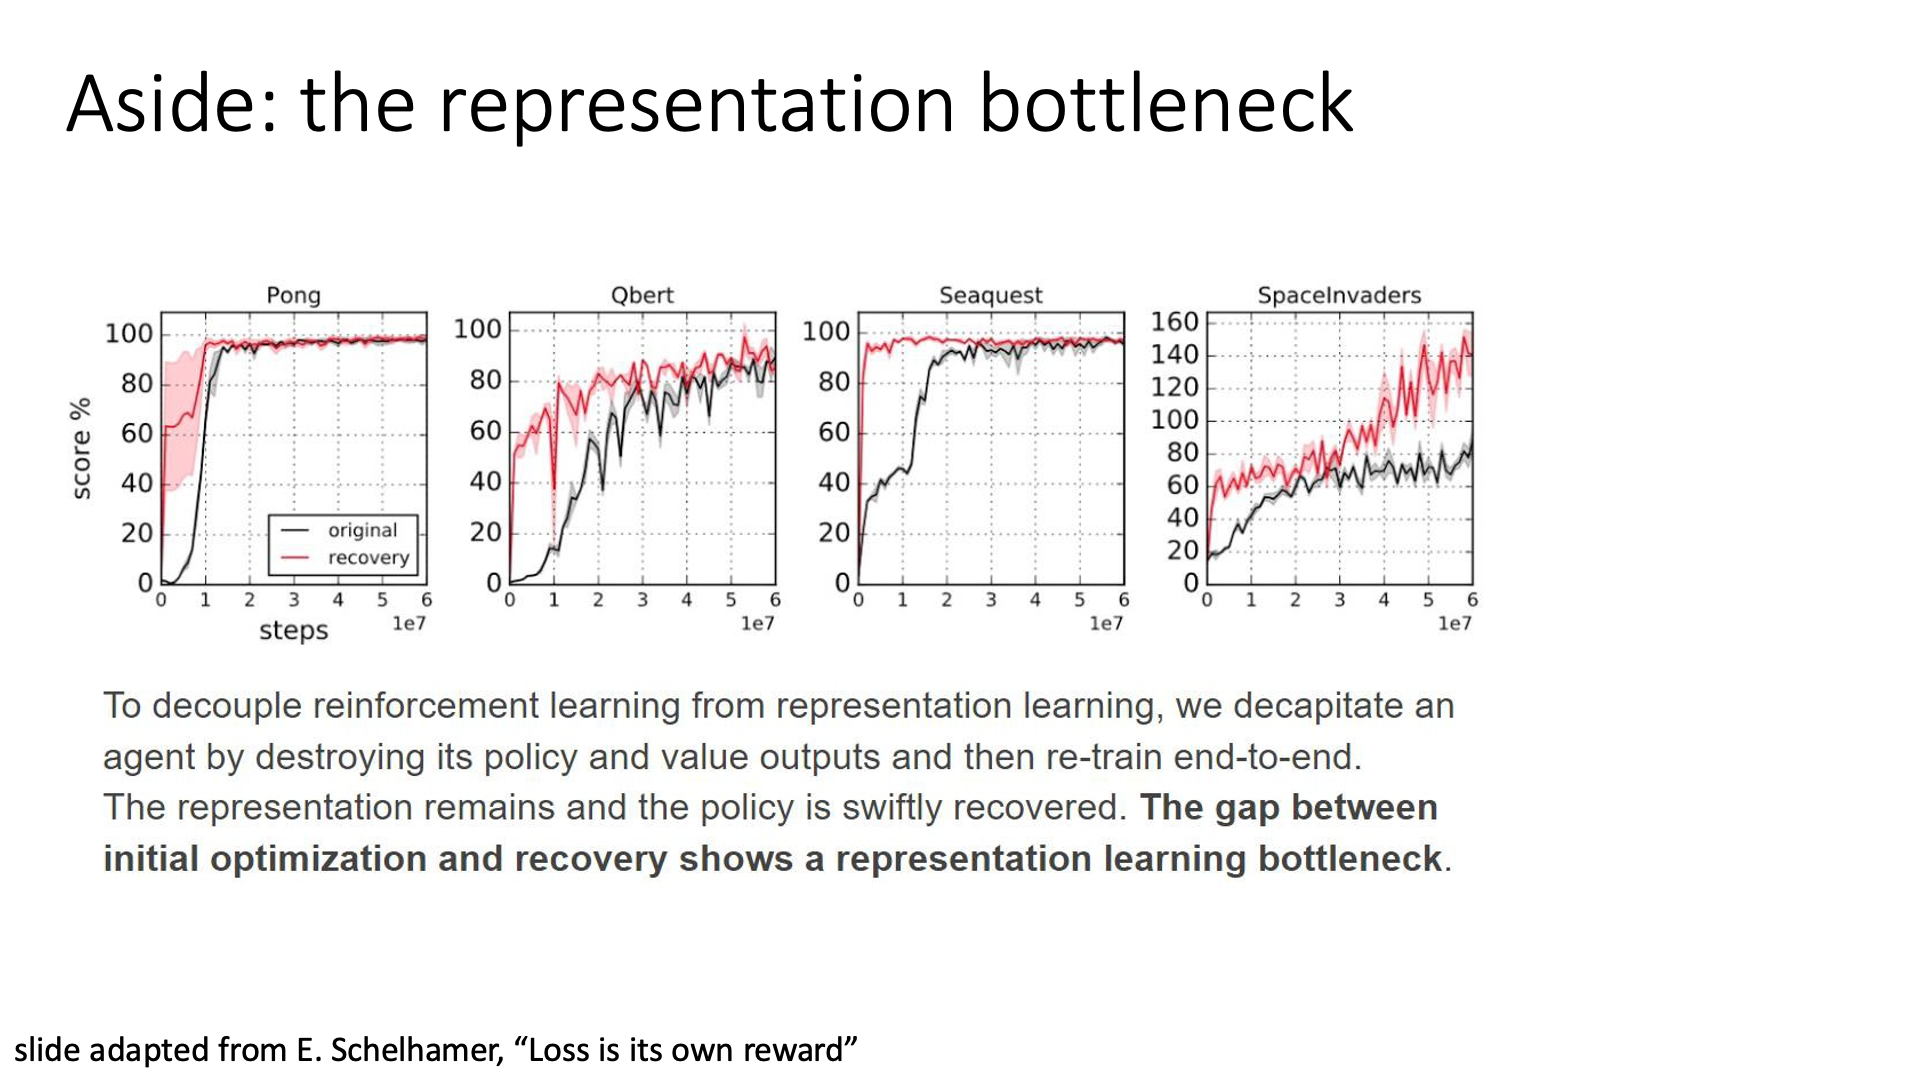 Aside: the representation bottleneck
Pong
Qbert
Seaquest
SpaceInvaders
score %
100
80
60
40
20
0
0 1 2 3 4 5 6
1e7
steps
original
recovery
100
80
60
40
20
0
0 1 2 3 4 5 6
1e7
100
80
60
40
20
0
0 1 2 3 4 5 6
1e7
160
140
120
100
80
60
40
20
0
0 1 2 3 4 5 6
1e7
To decouple reinforcement learning from representation learning, we decapitate an
agent by destroying its policy and value outputs and then re-train end-to-end.
The representation remains and the policy is swiftly recovered. The gap between
initial optimization and recovery shows a representation learning bottleneck.
slide adapted from E. Schelhamer, “Loss is its own reward”